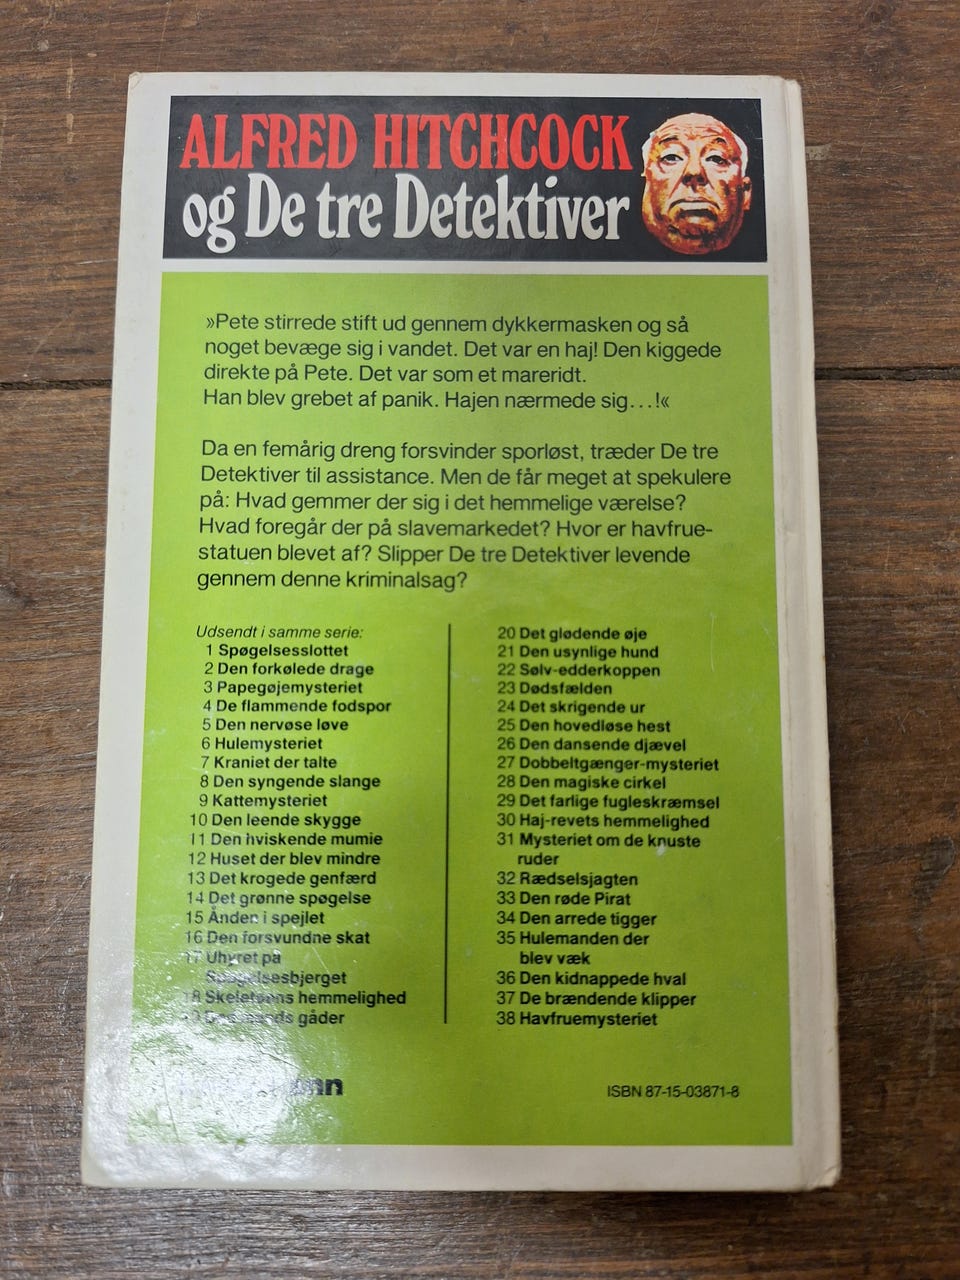 ALFRED HITCHCOCK
og De tre Detektiver
»Pete stirrede stift ud gennem dykkermasken og så
noget bevæge sig i vandet. Det var en haj! Den kiggede
direkte på Pete. Det var som et mareridt.
Han blev grebet af panik. Hajen nærmede sig...!«
Da en femårig dreng forsvinder sporløst, træder De tre
Detektiver til assistance. Men de får meget at spekulere
på: Hvad gemmer der sig i det hemmelige værelse?
Hvad foregår der på slavemarkedet? Hvor er havfrue-
statuen blevet af? Slipper De tre Detektiver levende
gennem denne kriminalsag?
Udsendt i samme serie:
1 Spøgelsesslottet
2 Den forkølede drage
3 Papegøjemysteriet
4 De flammende fodspor
5 Den nervøse løve
6 Hulemysteriet
7 Kraniet der talte
8 Den syngende slange
9 Kattemysteriet
10 Den leende skygge
11 Den hviskende mumie
12 Huset der blev mindre
13 Det krogede genfærd
14 Det grønne spøgelse
15 Ånden i spejlet
16 Den forsvundne skat
17 Uhyret på
Spøgelsesbjerget
18 Skelettens hemmelighed
gåder
20 Det glødende øje
21 Den usynlige hund
22 Sølv-edderkoppen
23 Dødsfælden
24 Det skrigende ur
25 Den hovedløse hest
26 Den dansende djævel
27 Dobbeltgænger-mysteriet
28 Den magiske cirkel
29 Det farlige fugleskræmsel
30 Haj-revets hemmelighed
31 Mysteriet om de knuste
ruder
32 Rædselsjagten
33 Den røde Pirat
34 Den arrede tigger
35 Hulemanden der
blev væk
36 Den kidnappede hval
37 De brændende klipper
38 Havfruemysteriet
ISBN 87-15-03871-8